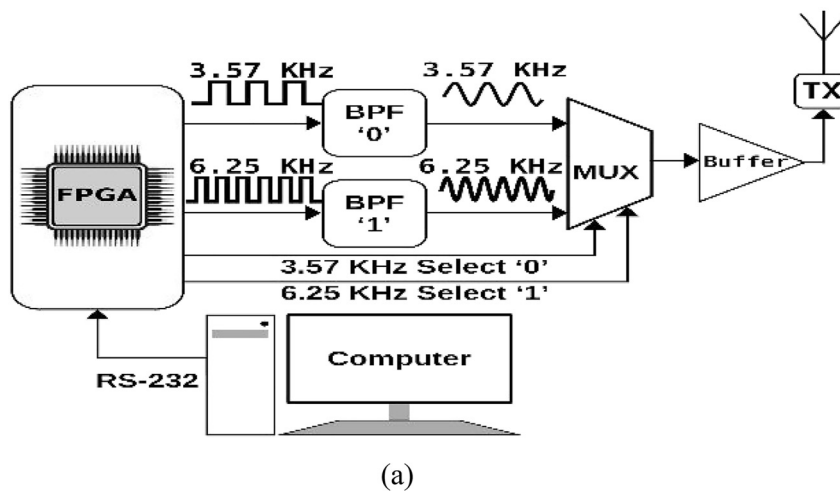 3.57 KHz
3.57 KHz
BPF
‘0’
TX
6.25 KHz
6.25 KHz
BPF
‘1’
FPGA
MUX
Buffer
3.57 KHz Select ‘0’
6.25 KHz Select ‘1’
RS-232
Computer
(a)